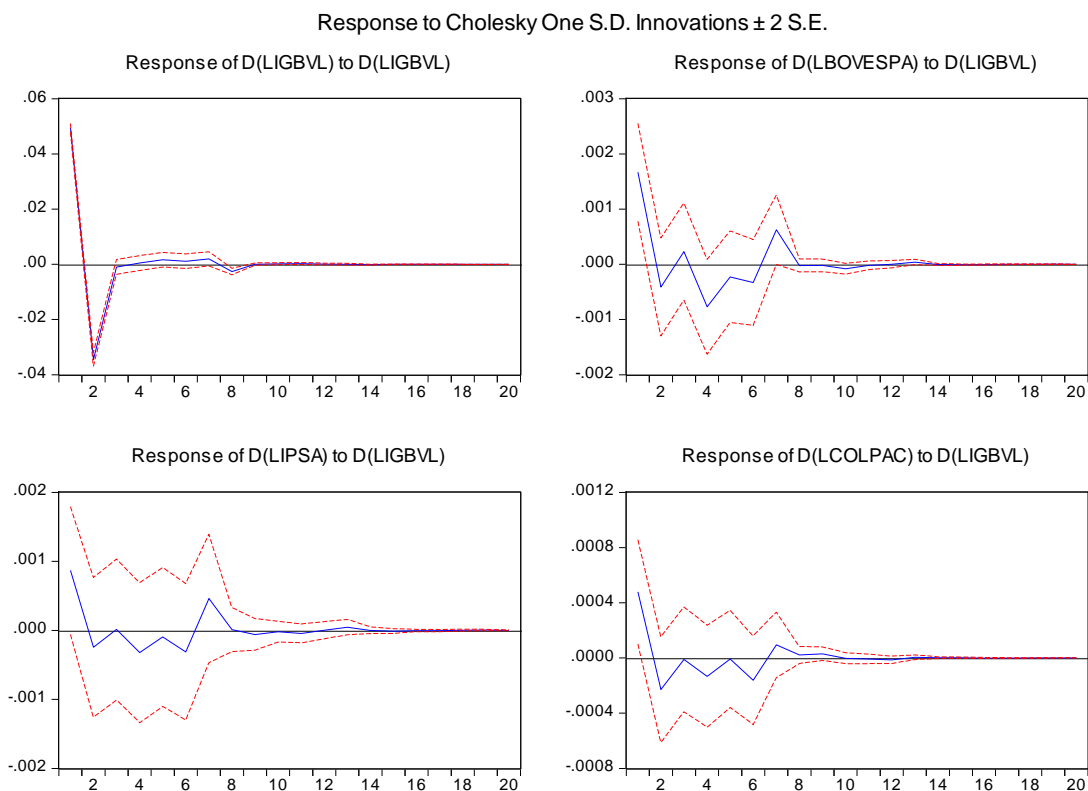 Response to Cholesky One S.D. Innovations ± 2 S.E.
Response of D(LIGBVL) to D(LIGBVL)
.06
.04
.02
.00
-.02
-.04
2 4 6 8 10 12 14 16 18 20
Response of D(LBOVESPA) to D(LIGBVL)
.003
.002
.001
.000
-.001
-.002
2 4 6 8 10 12 14 16 18 20
Response of D(LIPSA) to D(LIGBVL)
.002
.001
.000
-.001
-.002
2 4 6 8 10 12 14 16 18 20
Response of D(LCOLPAC) to D(LIGBVL)
.0012
.0008
.0004
.0000
-.0004
-.0008
2 4 6 8 10 12 14 16 18 20